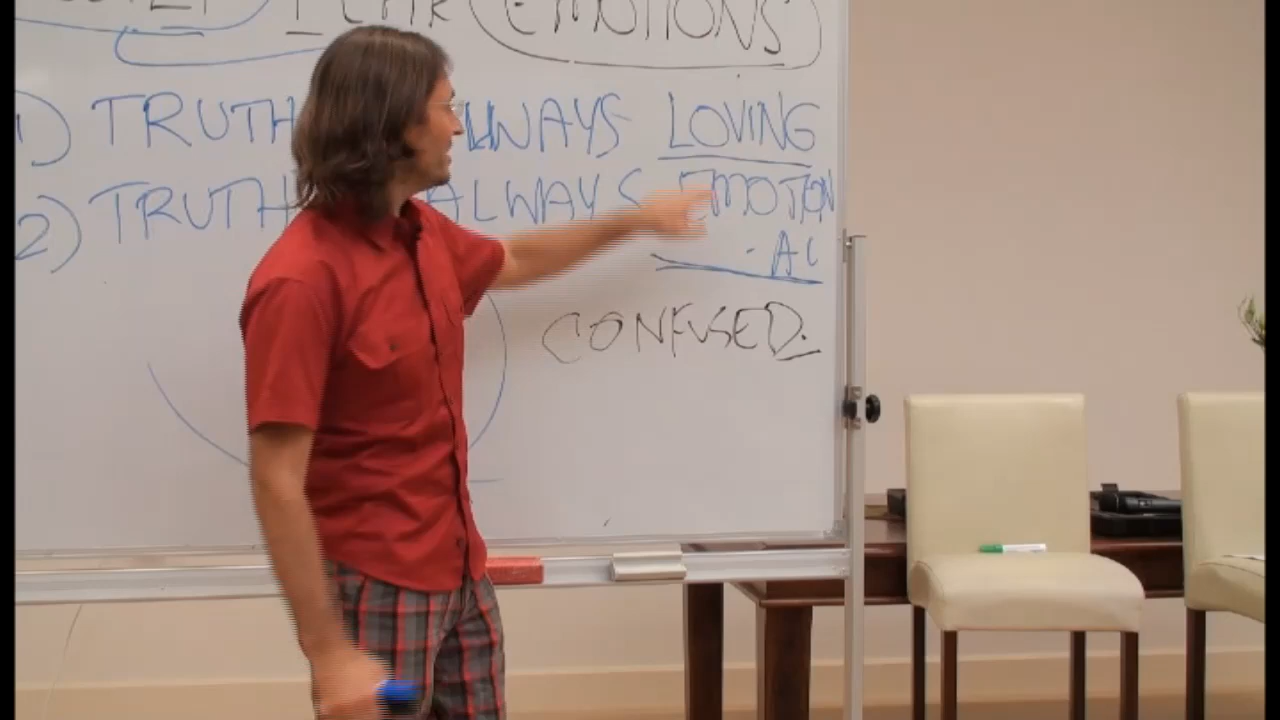 EMOTIONS
1) TRUTH ALWAYS LOVING
2) TRUTH ALWAYS EMOTION
- AL
CONFUSED.